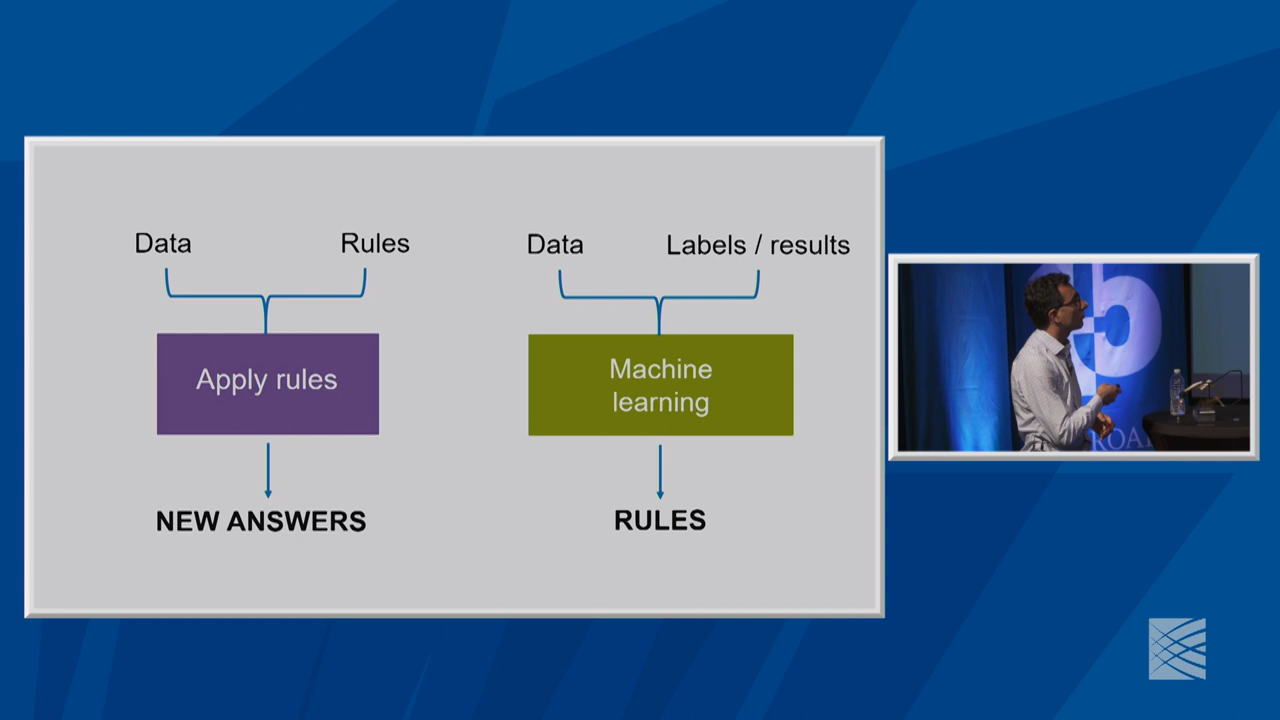 Data
Rules
Data
Labels / results
Apply rules
Machine
learning
NEW ANSWERS
RULES